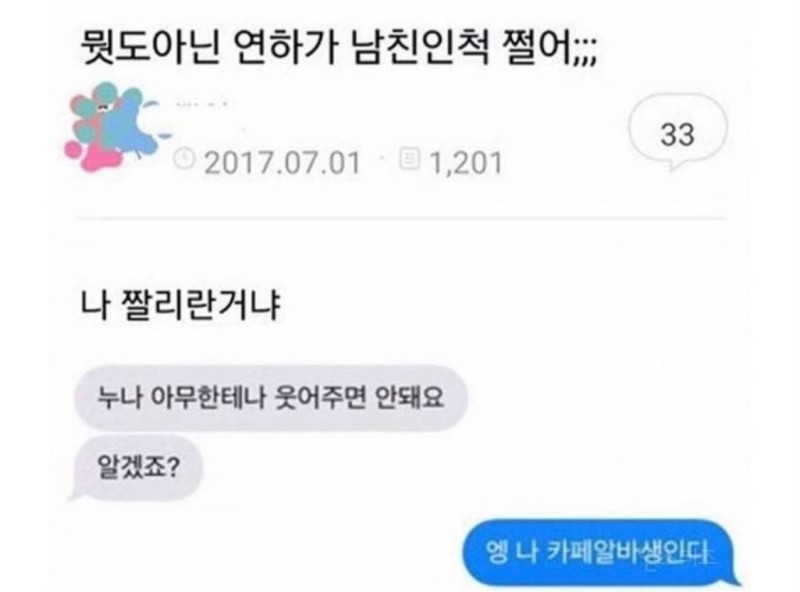 뭣도아닌 연하가 남친인척 쩔어;;;
33
2017.07.01 · 1,201
나 짤리란거냐
누나 아무한테나 웃어주면 안돼요
알겠죠?
엥 나 카페알바생인디